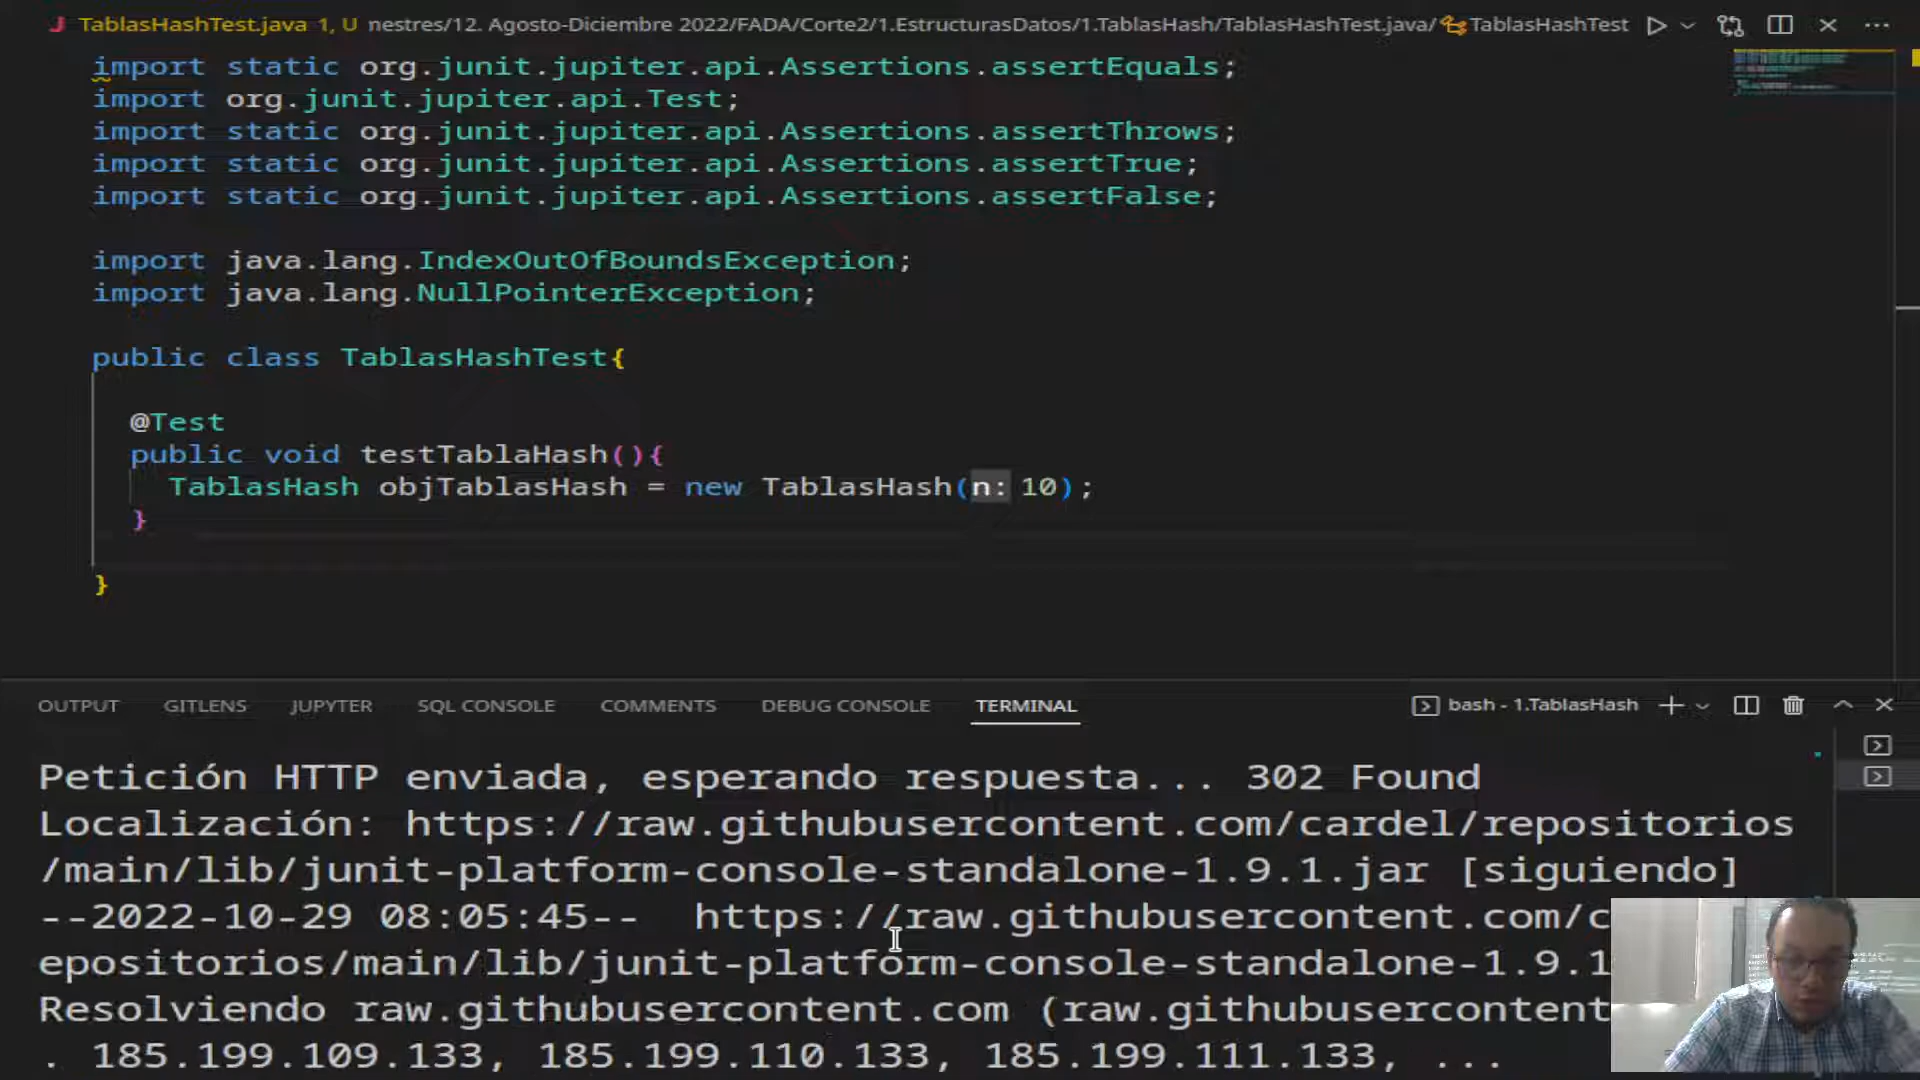 TablasHashTest.java 1, U nestres/12. Agosto-Diciembre 2022/FADA/Corte2/1.EstructurasDatos/1.TablasHash/TablasHashTest.java/ TablasHashTest
import static org.junit.jupiter.api.Assertions.assertEquals;
import org.junit.jupiter.api.Test;
import static org.junit.jupiter.api.Assertions.assertThrows;
import static org.junit.jupiter.api.Assertions.assertTrue;
import static org.junit.jupiter.api.Assertions.assertFalse;
import java.lang.IndexOutOfBoundsException;
import java.lang.NullPointerException;
public class TablasHashTest{
@Test
public void testTablaHash(){
TablasHash objTablasHash = new TablasHash(n: 10);
}
}
OUTPUT GITLENS JUPYTER SQL CONSOLE COMMENTS DEBUG CONSOLE TERMINAL bash - 1.TablasHash
Petición HTTP enviada, esperando respuesta... 302 Found
Localización: https://raw.githubusercontent.com/cardel/repositorios
/main/lib/junit-platform-console-standalone-1.9.1.jar [siguiendo]
--2022-10-29 08:05:45-- https://raw.githubusercontent.com/c
epositorios/main/lib/junit-platform-console-standalone-1.9.1
Resolviendo raw.githubusercontent.com (raw.githubusercontent
. 185.199.109.133, 185.199.110.133, 185.199.111.133, ...